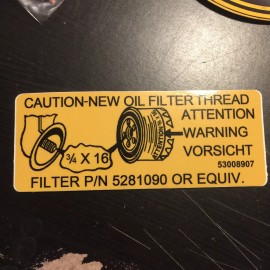 CAUTION-NEW OIL FILTER THREAD
ATTENTION
WARNING
VORSICHT
¾ X 16
53008907
FILTER P/N 5281090 OR EQUIV.